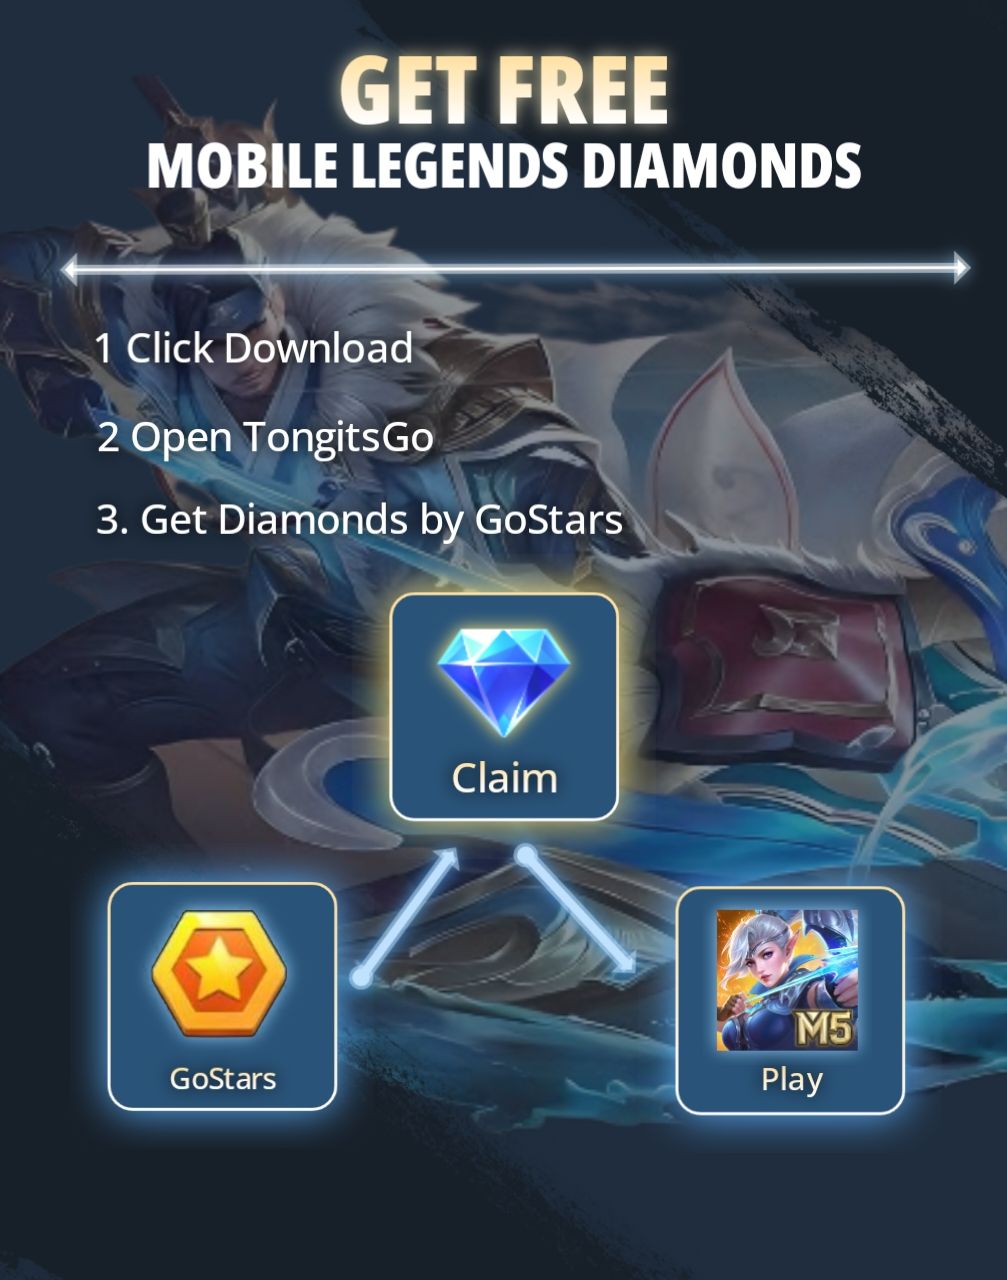 GET FREE
MOBILE LEGENDS DIAMONDS
1 Click Download
2 Open TongitsGo
3. Get Diamonds by GoStars
Claim
M5
GoStars
Play